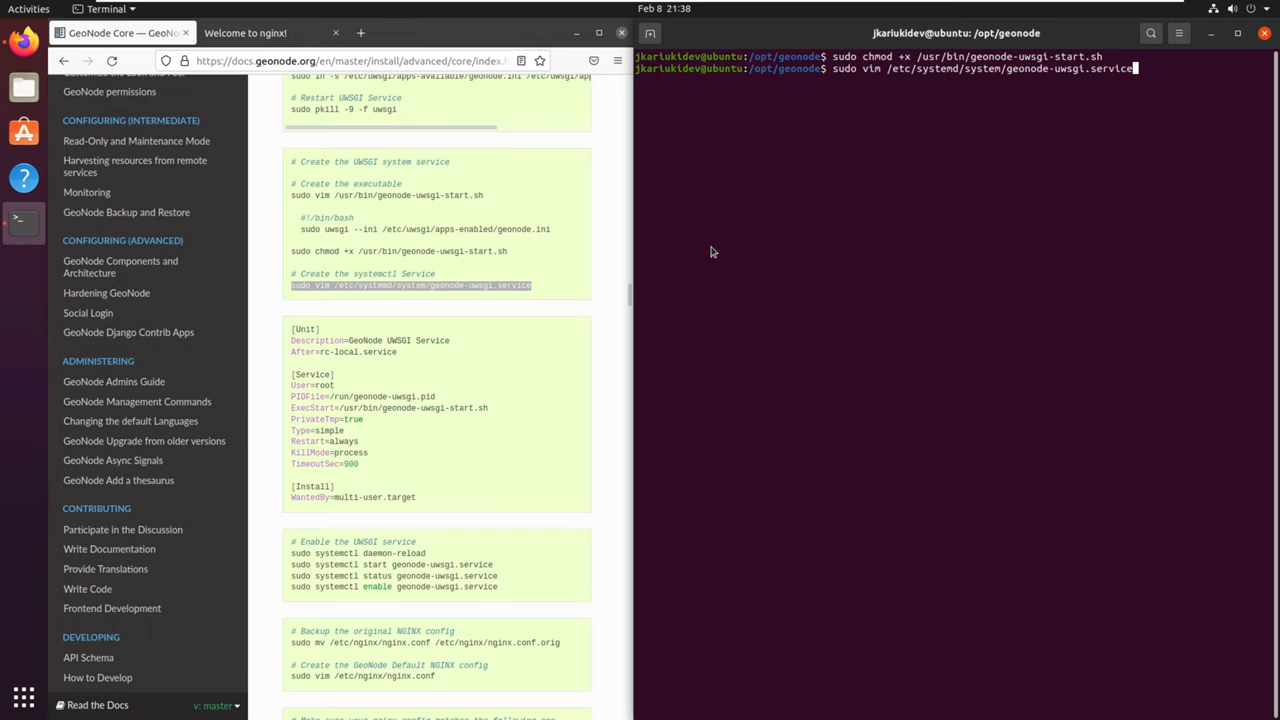 Activities
Terminal
Feb 8 21:38
GeoNode Core — GeoNo
Welcome to nginx!
https://docs.geonode.org/en/master/install/advanced/core/index.h
jkariukidev@ubuntu: /opt/geonode
GeoNode permissions
CONFIGURING (INTERMEDIATE)
Read-Only and Maintenance Mode
Harvesting resources from remote
services
Monitoring
GeoNode Backup and Restore
CONFIGURING (ADVANCED)
GeoNode Components and
Architecture
Hardening GeoNode
Social Login
GeoNode Django Contrib Apps
ADMINISTERING
GeoNode Admins Guide
GeoNode Management Commands
Changing the default Languages
GeoNode Upgrade from older versions
GeoNode Async Signals
GeoNode Add a thesaurus
CONTRIBUTING
Participate in the Discussion
Write Documentation
Provide Translations
Write Code
Frontend Development
DEVELOPING
API Schema
How to Develop
Read the Docs
v: master
sudo ln -s /etc/uwsgi/apps-available/geonode.ini /etc/uwsgi/app
# Restart UWSGI Service
sudo pkill -9 -f uwsgi
# Create the UWSGI system service
# Create the executable
sudo vim /usr/bin/geonode-uwsgi-start.sh
#!/bin/bash
sudo uwsgi --ini /etc/uwsgi/apps-enabled/geonode.ini
sudo chmod +x /usr/bin/geonode-uwsgi-start.sh
# Create the systemctl Service
sudo vim /etc/systemd/system/geonode-uwsgi.service
[Unit]
Description=GeoNode UWSGI Service
After=rc-local.service
[Service]
User=root
PIDFile=/run/geonode-uwsgi.pid
ExecStart=/usr/bin/geonode-uwsgi-start.sh
PrivateTmp=true
Type=simple
Restart=always
KillMode=process
TimeoutSec=900
[Install]
WantedBy=multi-user.target
# Enable the UWSGI service
sudo systemctl daemon-reload
sudo systemctl start geonode-uwsgi.service
sudo systemctl status geonode-uwsgi.service
sudo systemctl enable geonode-uwsgi.service
# Backup the original NGINX config
sudo mv /etc/nginx/nginx.conf /etc/nginx/nginx.conf.orig
# Create the GeoNode Default NGINX config
sudo vim /etc/nginx/nginx.conf
jkariukidev@ubuntu:/opt/geonode$ sudo chmod +x /usr/bin/geonode-uwsgi-start.sh
jkariukidev@ubuntu:/opt/geonode$ sudo vim /etc/systemd/system/geonode-uwsgi.service